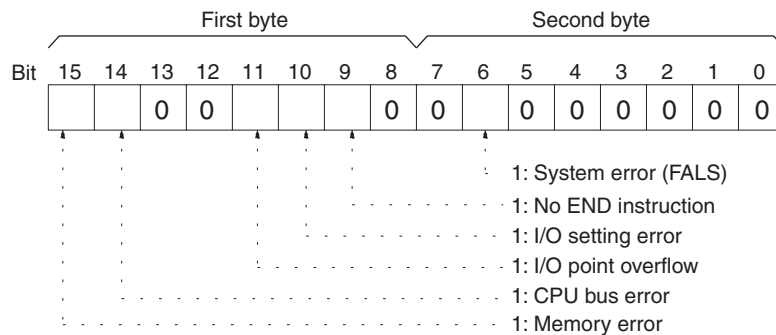 First byte Second byte
Bit 15 14 13 12 11 10 9 8 7 6 5 4 3 2 1 0
0 0 0 0 0 0 0 0 0 0
1: System error (FALS)
1: No END instruction
1: I/O setting error
1: I/O point overflow
1: CPU bus error
1: Memory error